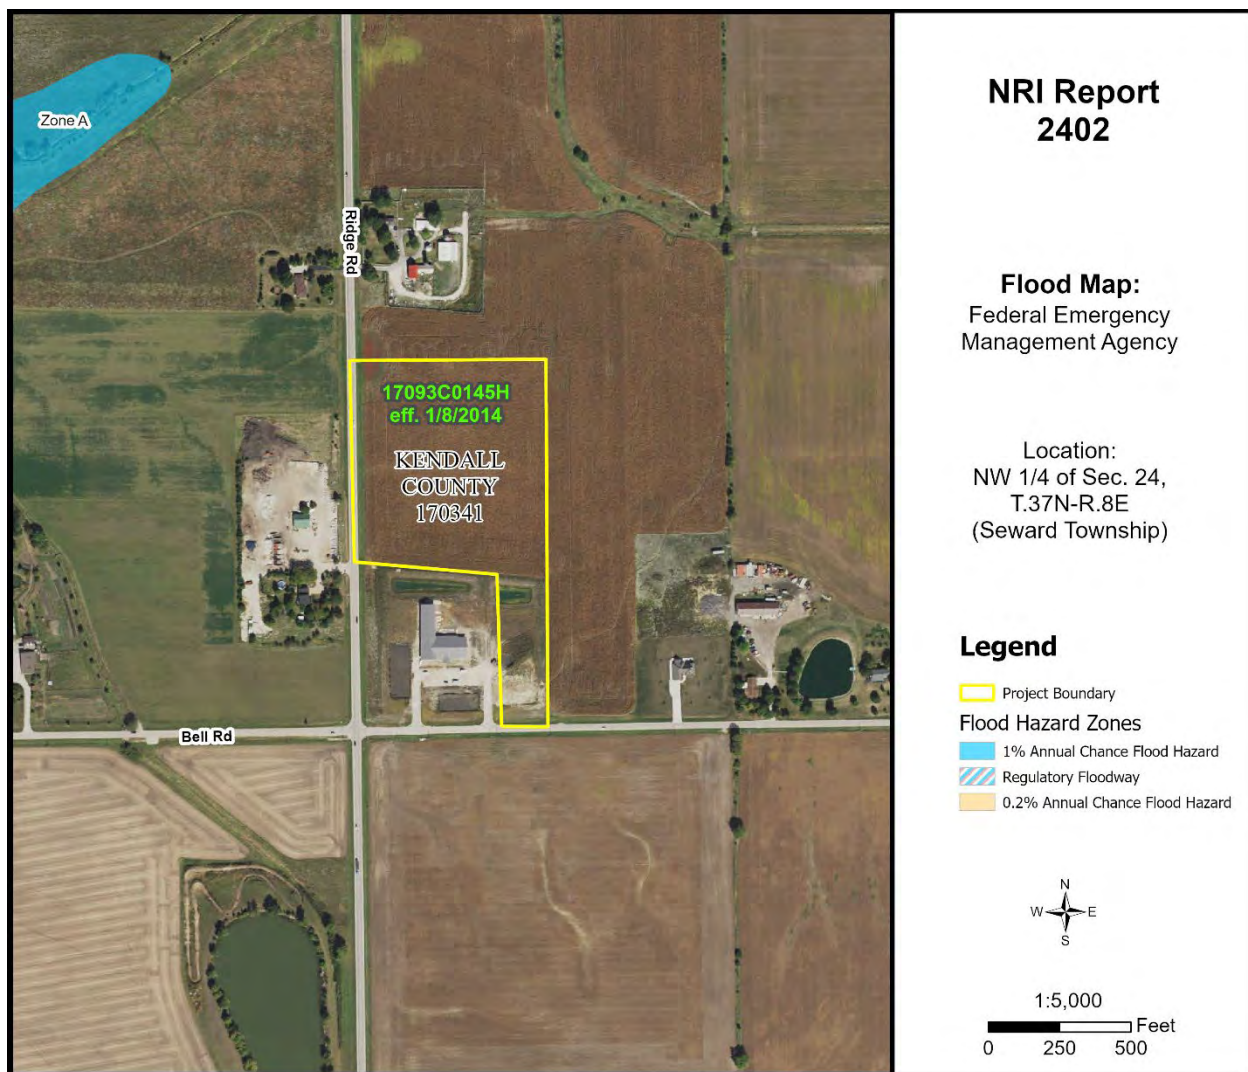 Zone A
Ridge Rd
17093C0145H
eff. 1/8/2014
KENDALL
COUNTY
170341
Bell Rd
NRI Report
2402
Flood Map:
Federal Emergency
Management Agency
Location:
NW 1/4 of Sec. 24,
T.37N-R.8E
(Seward Township)
Legend
Project Boundary
Flood Hazard Zones
1% Annual Chance Flood Hazard
Regulatory Floodway
0.2% Annual Chance Flood Hazard
N
W E
S
1:5,000
Feet
0 250 500